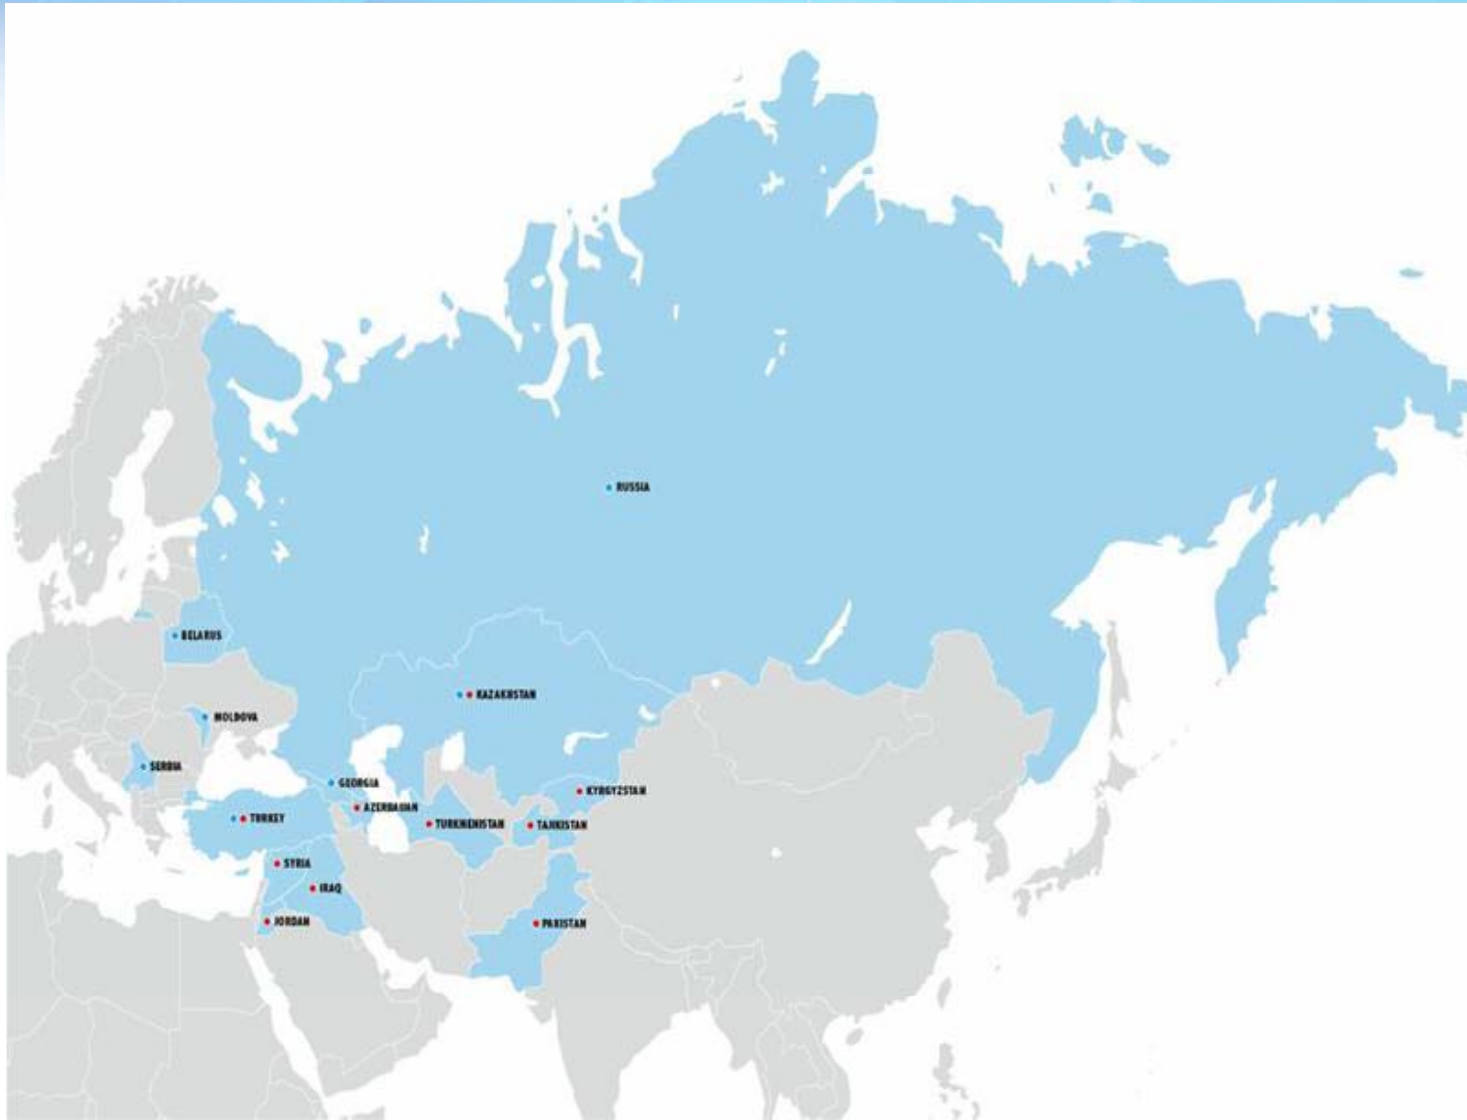 RUSSIA
BELARUS
KAZAKHSTAN
MOLDOVA
SERBIA
GEORGIA
KYRGYZSTAN
AZERBAIJAN
TURKEY
TURKMENISTAN
TAJIKISTAN
SYRIA
IRAQ
JORDAN
PAKISTAN